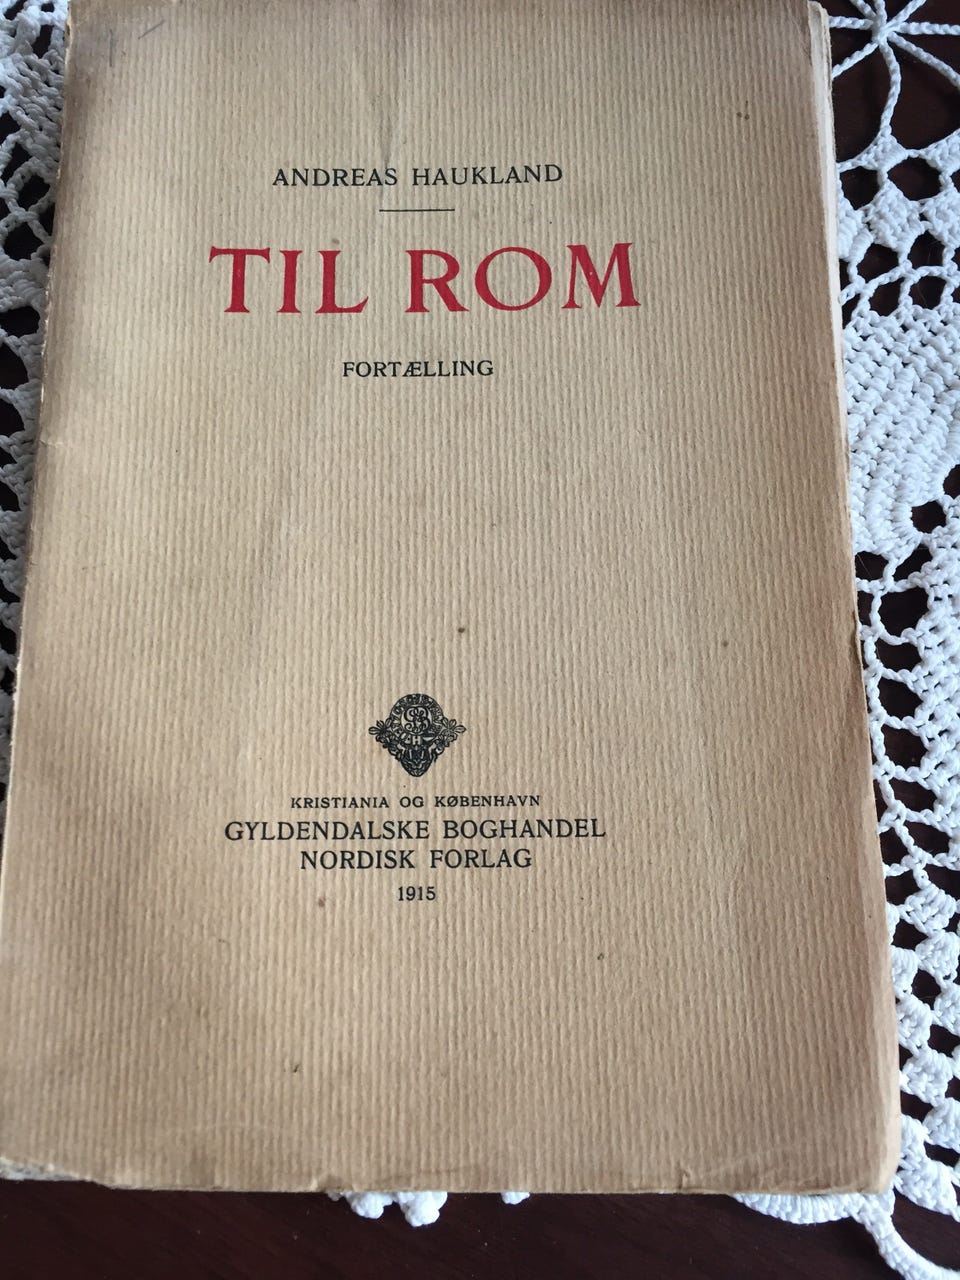 ANDREAS HAUKLAND
TIL ROM
FORTÆLLING
KRISTIANIA OG KØBENHAVN
GYLDENDALSKE BOGHANDEL
NORDISK FORLAG
1915